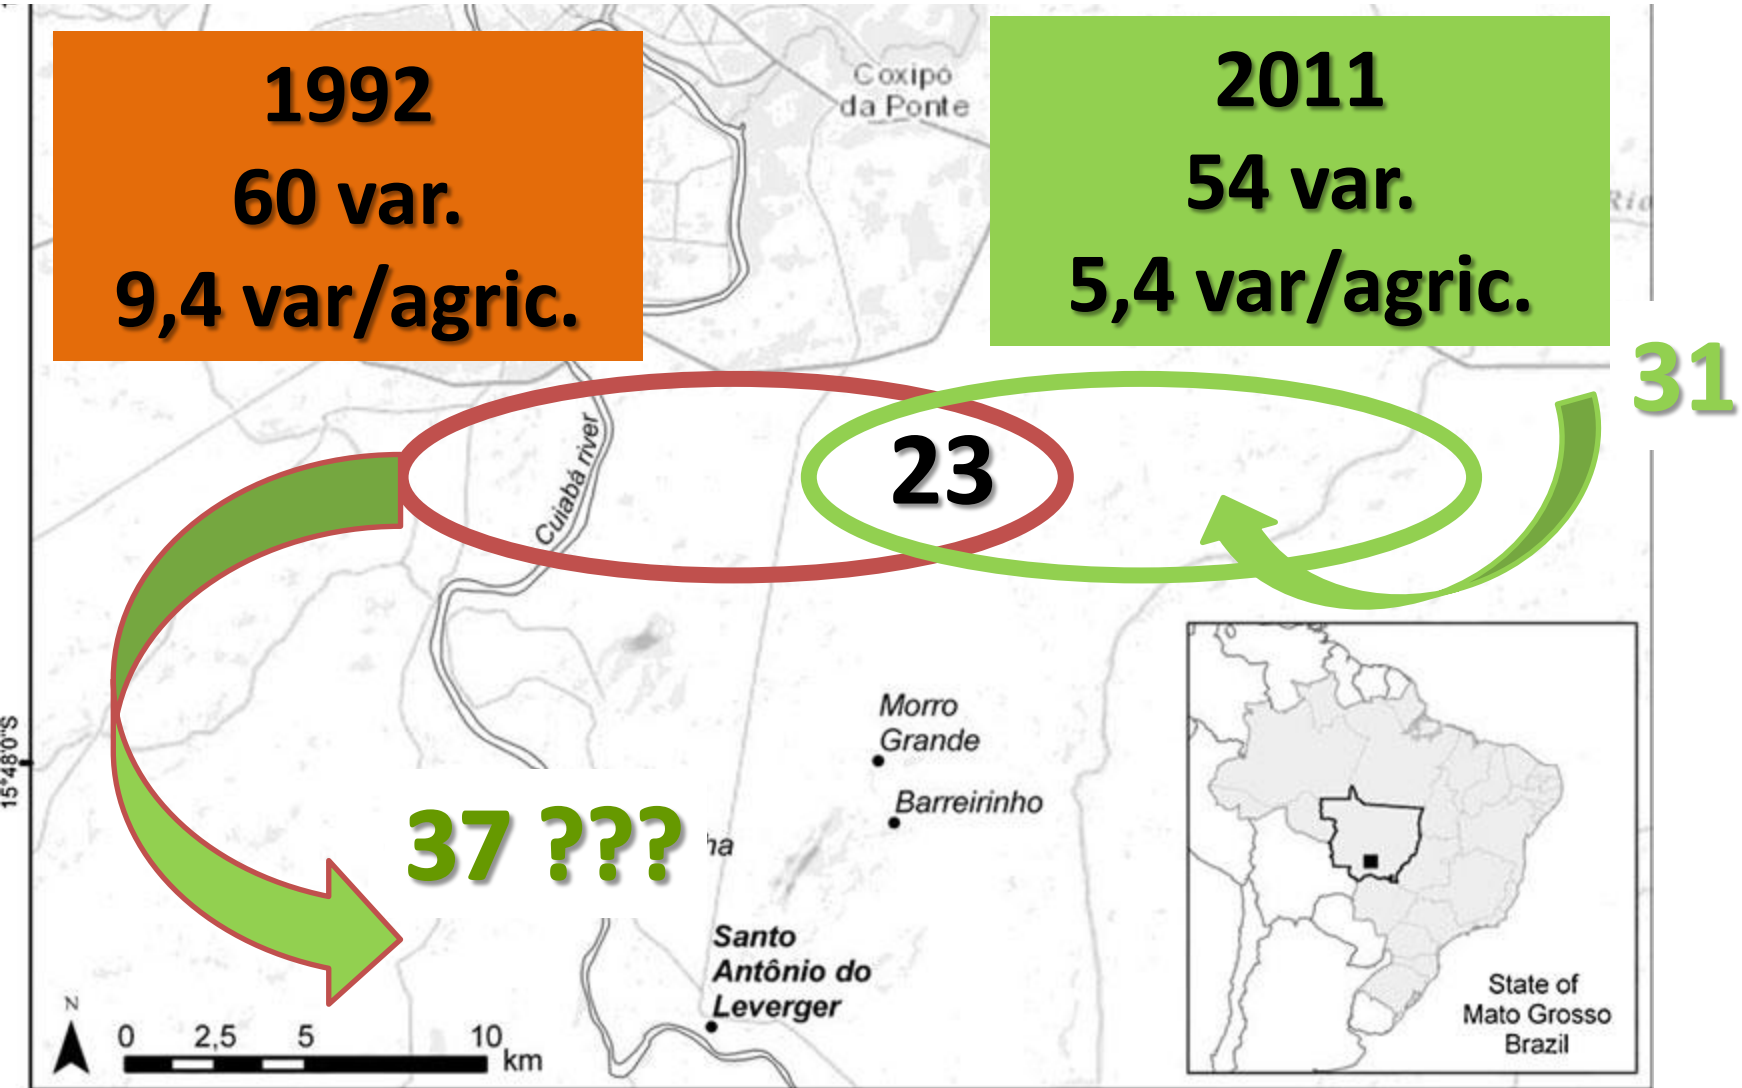 1992
60 var.
9,4 var/agric.
Coxipó
da Ponte
2011
54 var.
5,4 var/agric.
Rio
31
23
Cuiabá river
Morro
Grande
Barreirinho
37 ???
ha
15°48'0"S
Santo
Antônio do
Leverger
N
0 2,5 5 10
km
State of
Mato Grosso
Brazil